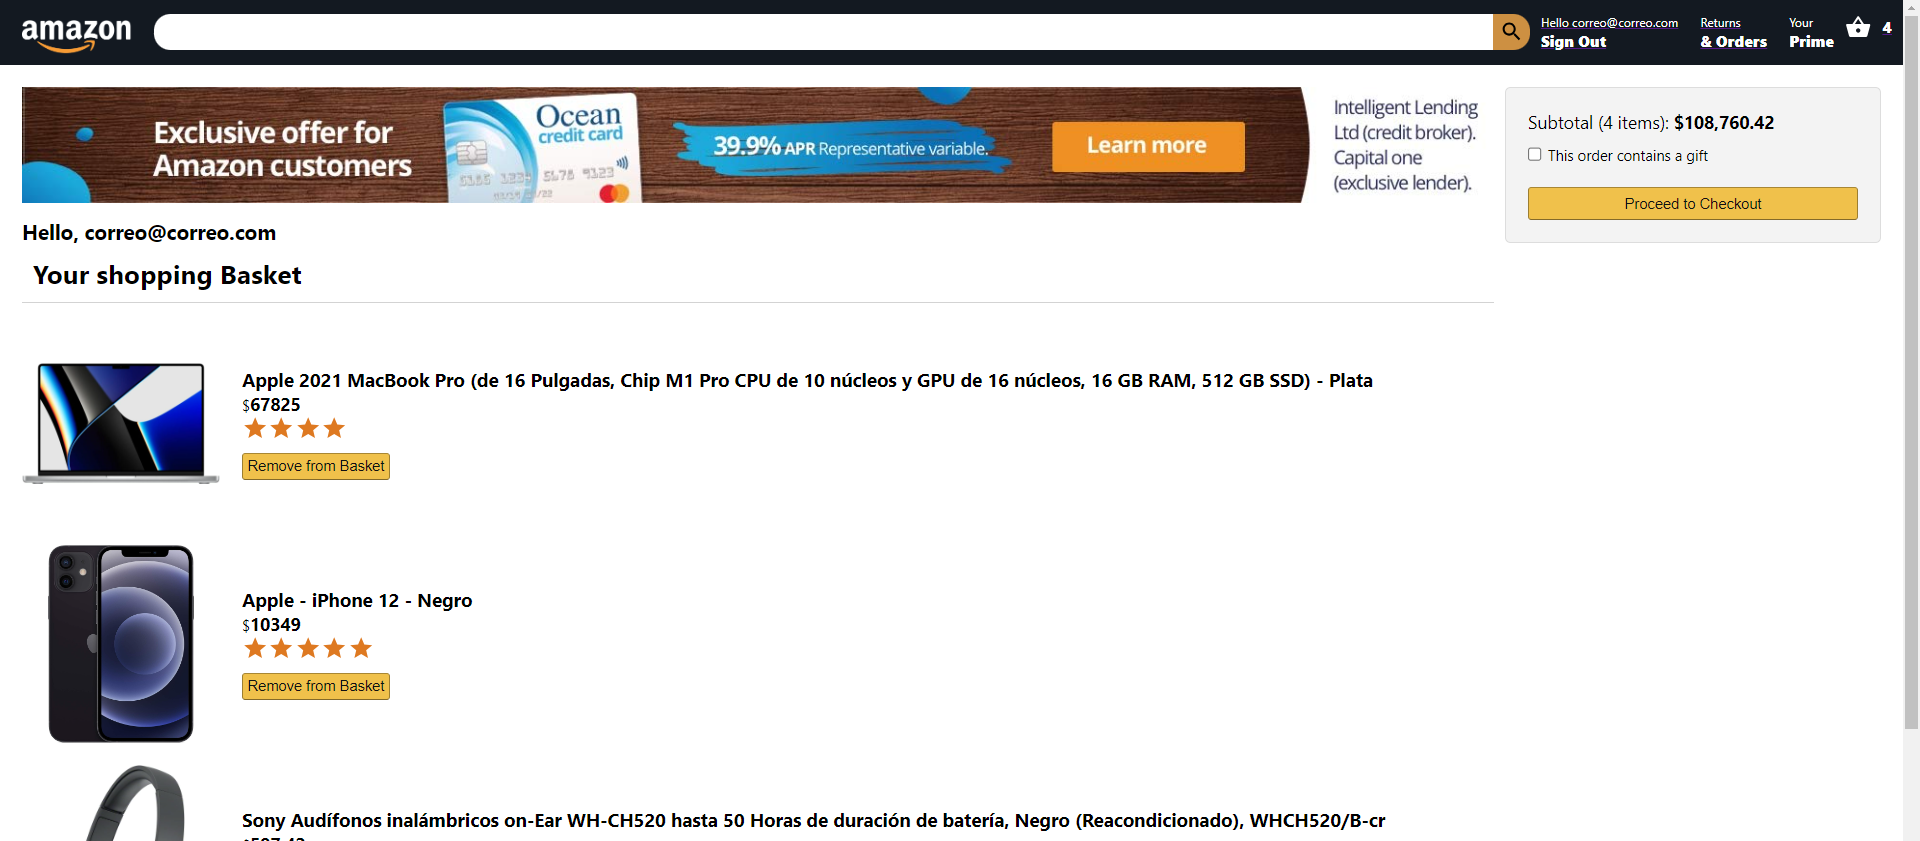 amazon
Hello correo@correo.com
Sign Out
Returns
& Orders
Your
Prime
4
Exclusive offer for
Amazon customers
Ocean
credit card
39.9% APR Representative variable.
Learn more
Intelligent Lending
Ltd (credit broker).
Capital one
(exclusive lender).
Subtotal (4 items): $108,760.42
This order contains a gift
Proceed to Checkout
Hello, correo@correo.com
Your shopping Basket
Apple 2021 MacBook Pro (de 16 Pulgadas, Chip M1 Pro CPU de 10 núcleos y GPU de 16 núcleos, 16 GB RAM, 512 GB SSD) - Plata
$67825
Remove from Basket
Apple - iPhone 12 - Negro
$10349
Remove from Basket
Sony Audífonos inalámbricos on-Ear WH-CH520 hasta 50 Horas de duración de batería, Negro (Reacondicionado), WHCH520/B-cr